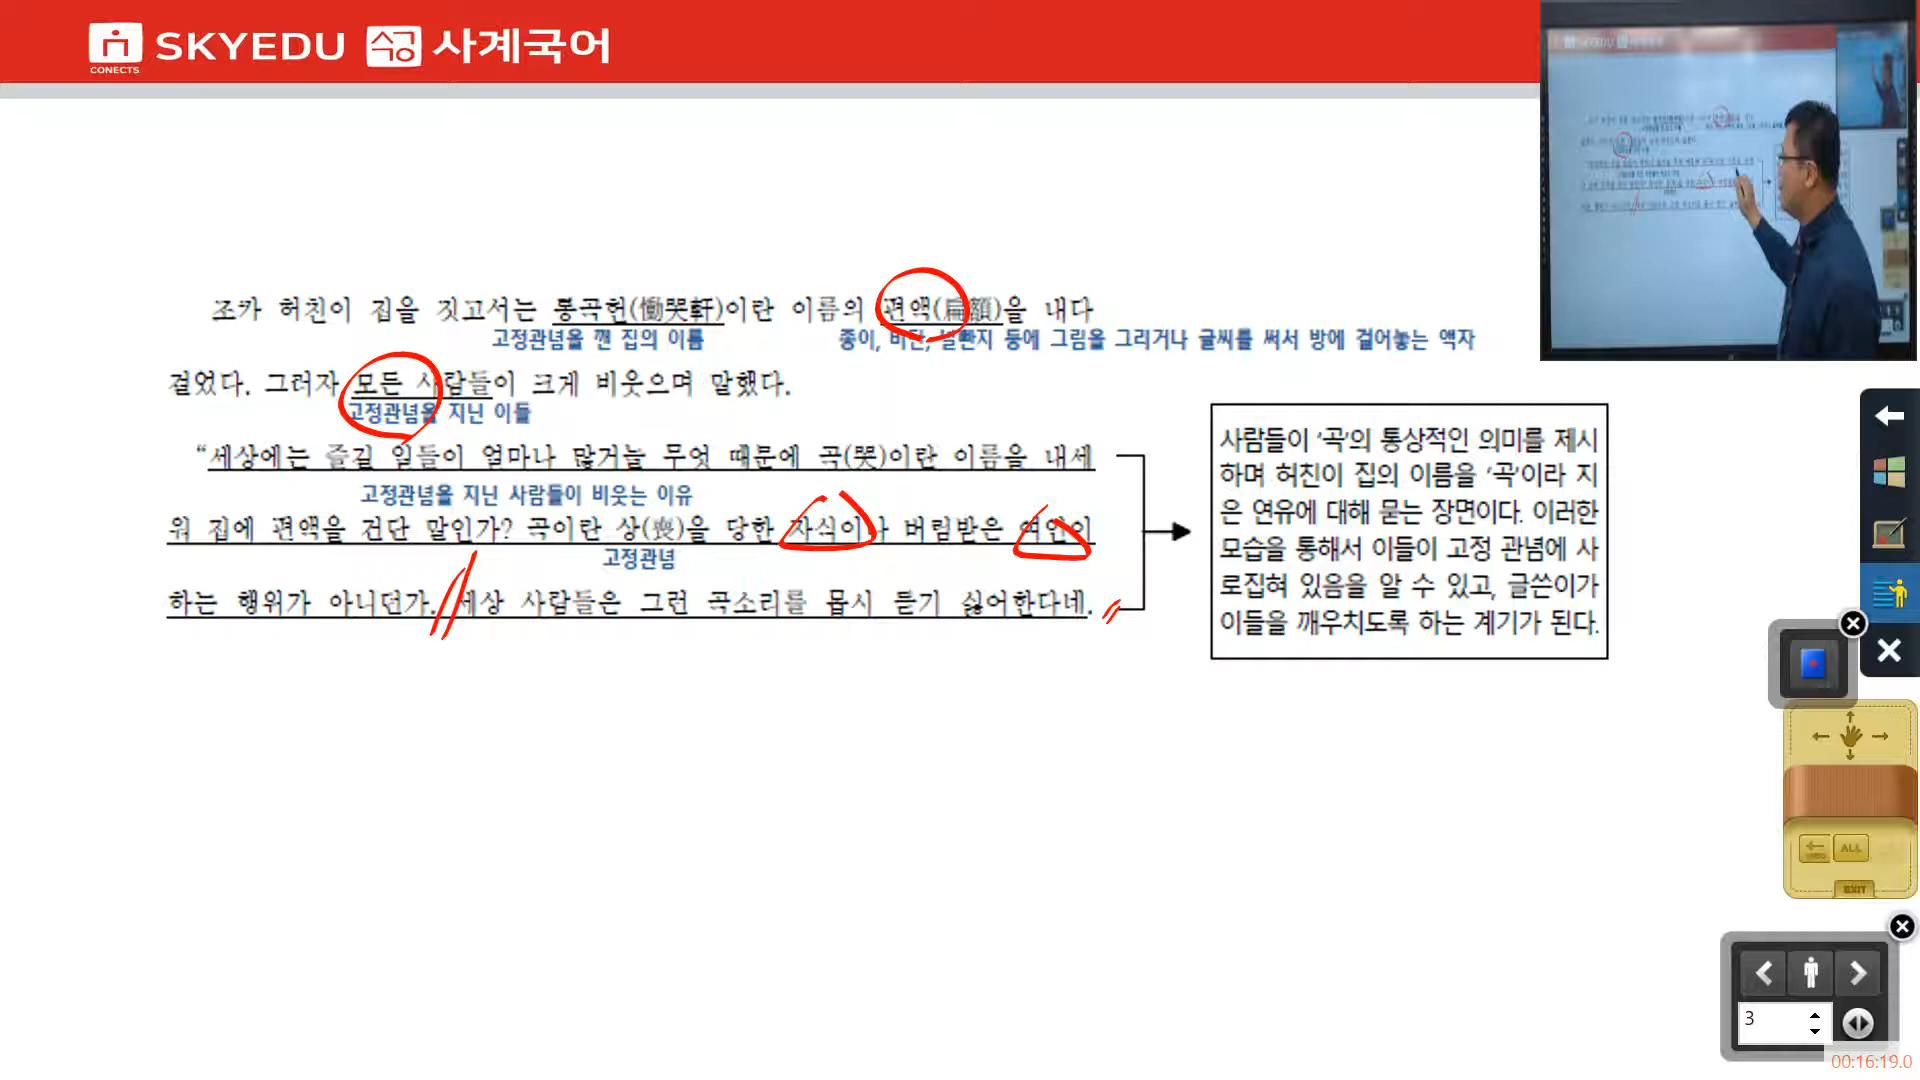 CONECTS
SKYEDU 사계국어
조카 허친이 집을 짓고서는 통곡헌(慟哭軒)이란 이름의 편액(扁額)을 내다
고정관념을 깬 집의 이름
종이, 비단, 널빤지 등에 그림을 그리거나 글씨를 써서 방에 걸어놓는 액자
걸었다. 그러자 모든 사람들이 크게 비웃으며 말했다.
고정관념을 지닌 이들
“세상에는 즐길 일들이 얼마나 많거늘 무엇 때문에 곡(哭)이란 이름을 내세
고정관념을 지닌 사람들이 비웃는 이유
워 집에 편액을 건단 말인가? 곡이란 상(喪)을 당한 자식이나 버림받은 여인이
고정관념
하는 행위가 아니던가. 세상 사람들은 그런 곡소리를 몹시 듣기 싫어한다네.
사람들이 ‘곡’의 통상적인 의미를 제시
하며 허친이 집의 이름을 ‘곡’이라 지
은 연유에 대해 묻는 장면이다. 이러한
모습을 통해서 이들이 고정 관념에 사
로잡혀 있음을 알 수 있고, 글쓴이가
이들을 깨우치도록 하는 계기가 된다.
ALL
EXIT
3
00:16:19.0